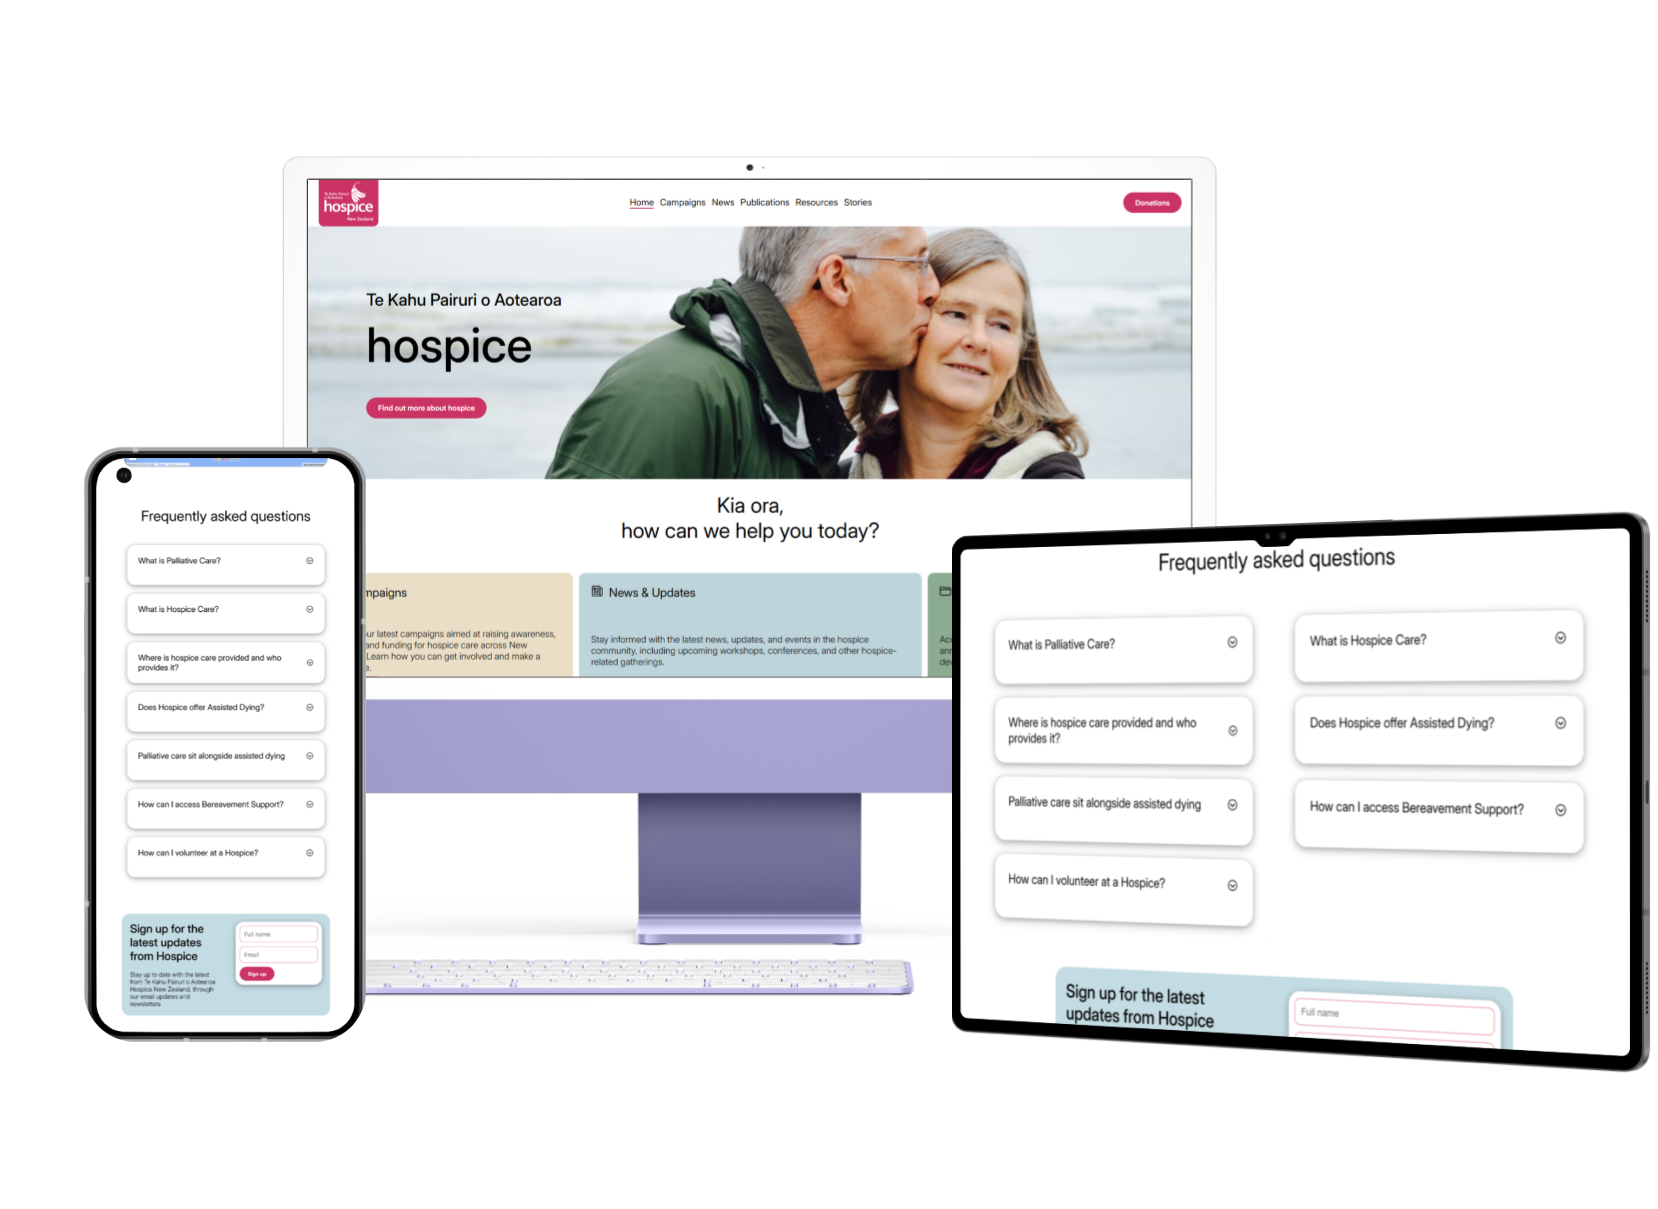 Te Kahu Pairuri
o Aotearoa
hospice
New Zealand
Home Campaigns News Publications Resources Stories
Donations
Te Kahu Pairuri o Aotearoa
hospice
Find out more about hospice
Kia ora,
how can we help you today?
mpaigns
ur latest campaigns aimed at raising awareness,
and funding for hospice care across New
Learn how you can get involved and make a
e.
News & Updates
Stay informed with the latest news, updates, and events in the hospice
community, including upcoming workshops, conferences, and other hospice-
related gatherings.
Acc
ann
dev
Frequently asked questions
What is Palliative Care?
What is Hospice Care?
Where is hospice care provided and who
provides it?
Does Hospice offer Assisted Dying?
Palliative care sit alongside assisted dying
How can I access Bereavement Support?
How can I volunteer at a Hospice?
Sign up for the
latest updates
from Hospice
Stay up to date with the latest
from Te Kahu Pairuri o Aotearoa
Hospice New Zealand, through
our email updates and
newsletters
Full name
Email
Sign up
Frequently asked questions
What is Palliative Care?
What is Hospice Care?
Where is hospice care provided and who
provides it?
Does Hospice offer Assisted Dying?
Palliative care sit alongside assisted dying
How can I access Bereavement Support?
How can I volunteer at a Hospice?
Sign up for the latest
updates from Hospice
Full name